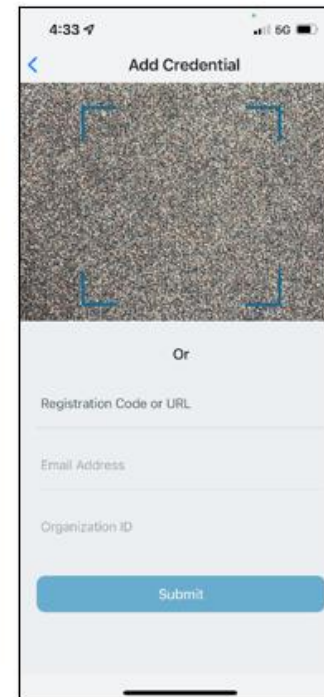 4:33
5G
Add Credential
Or
Registration Code or URL
Email Address
Organization ID
Submit